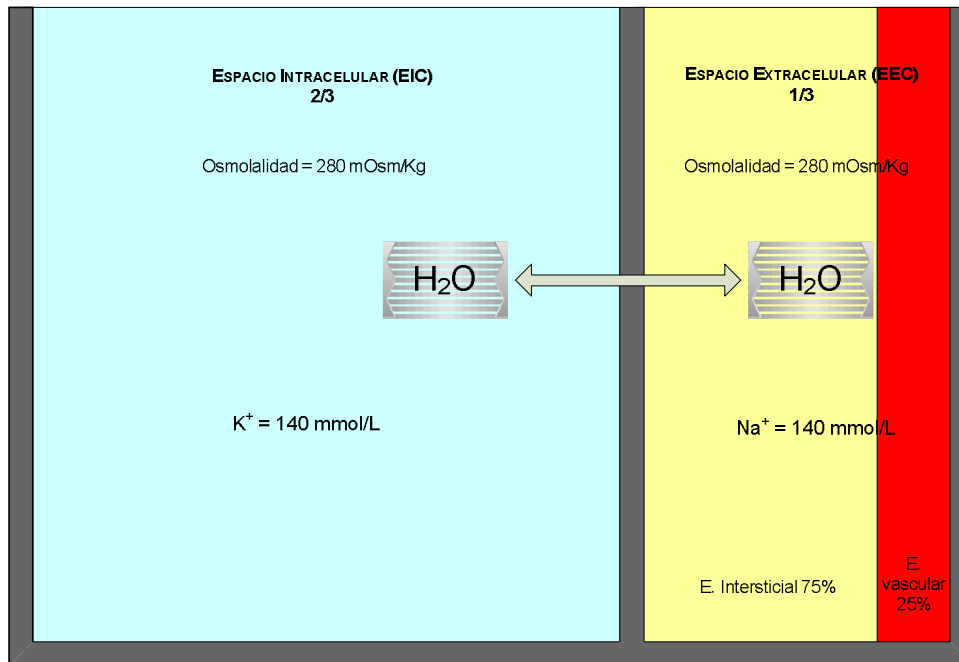 ESPACIO INTRACELULAR (EIC)
2/3
Osmolalidad = 280 mOsm/Kg
H₂O
K⁺ = 140 mmol/L
ESPACIO EXTRACELULAR (EEC)
1/3
Osmolalidad = 280 mOsm/Kg
H₂O
Na⁺ = 140 mmol/L
E. Intersticial 75%
E.
vascular
25%